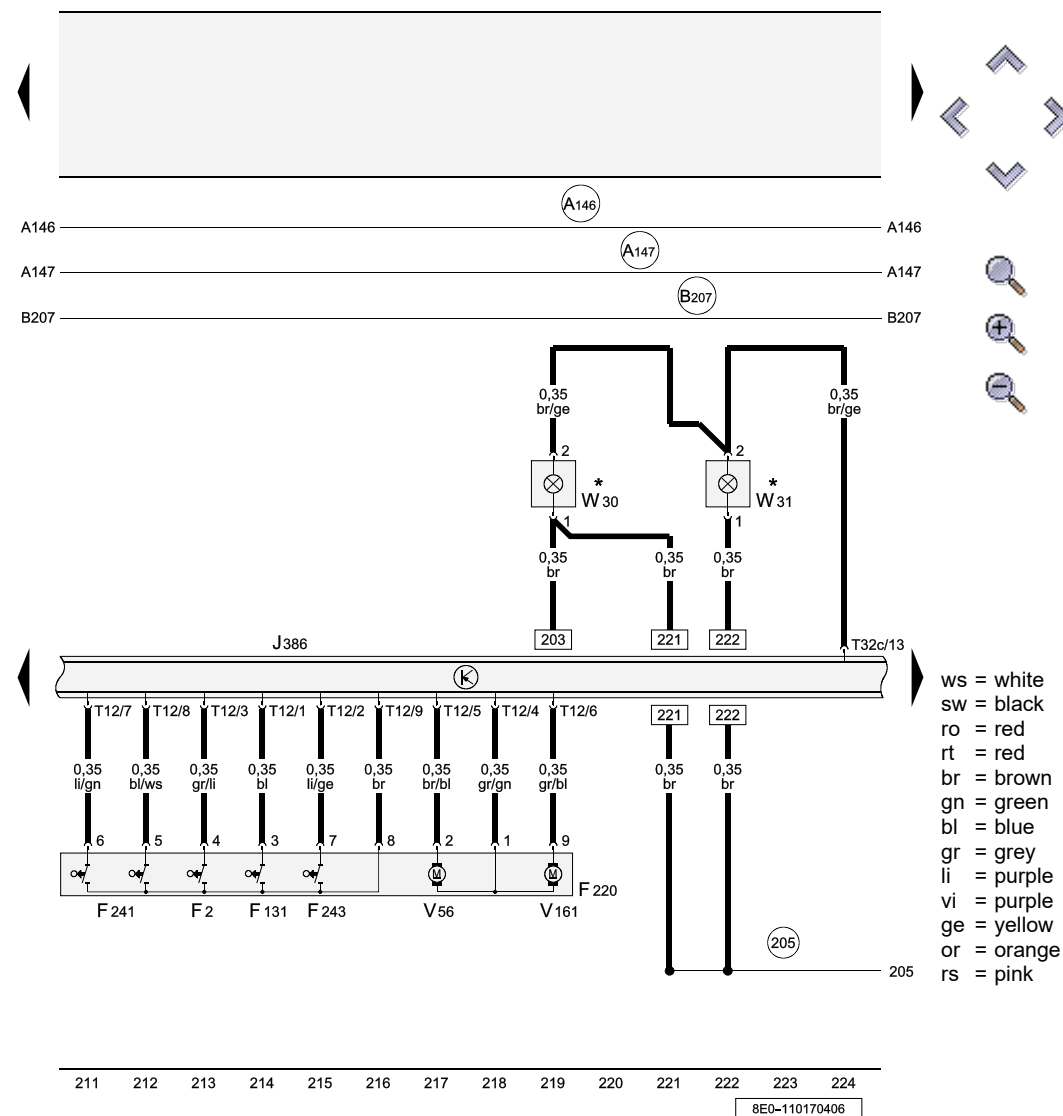 A146
A146 A146
A147
A147 A147
B207
B207 B207
0,35 0,35
br/ge br/ge
2 2
* *
W30 W31
1 1
0,35 0,35 0,35
br br br
203 221 222
J386 T32c/13
T12/7 T12/8 T12/3 T12/1 T12/2 T12/9 T12/5 T12/4 T12/6 221 222
0,35 0,35 0,35 0,35 0,35 0,35 0,35 0,35 0,35 0,35 0,35
li/gn bl/ws gr/li bl li/ge br br/bl gr/gn gr/bl br br
6 5 4 3 7 8 2 1 9
M M
F220
F241 F2 F131 F243 V56 V161
205
205
211 212 213 214 215 216 217 218 219 220 221 222 223 224
8E0-110170406
ws = white
sw = black
ro = red
rt = red
br = brown
gn = green
bl = blue
gr = grey
li = purple
vi = purple
ge = yellow
or = orange
rs = pink